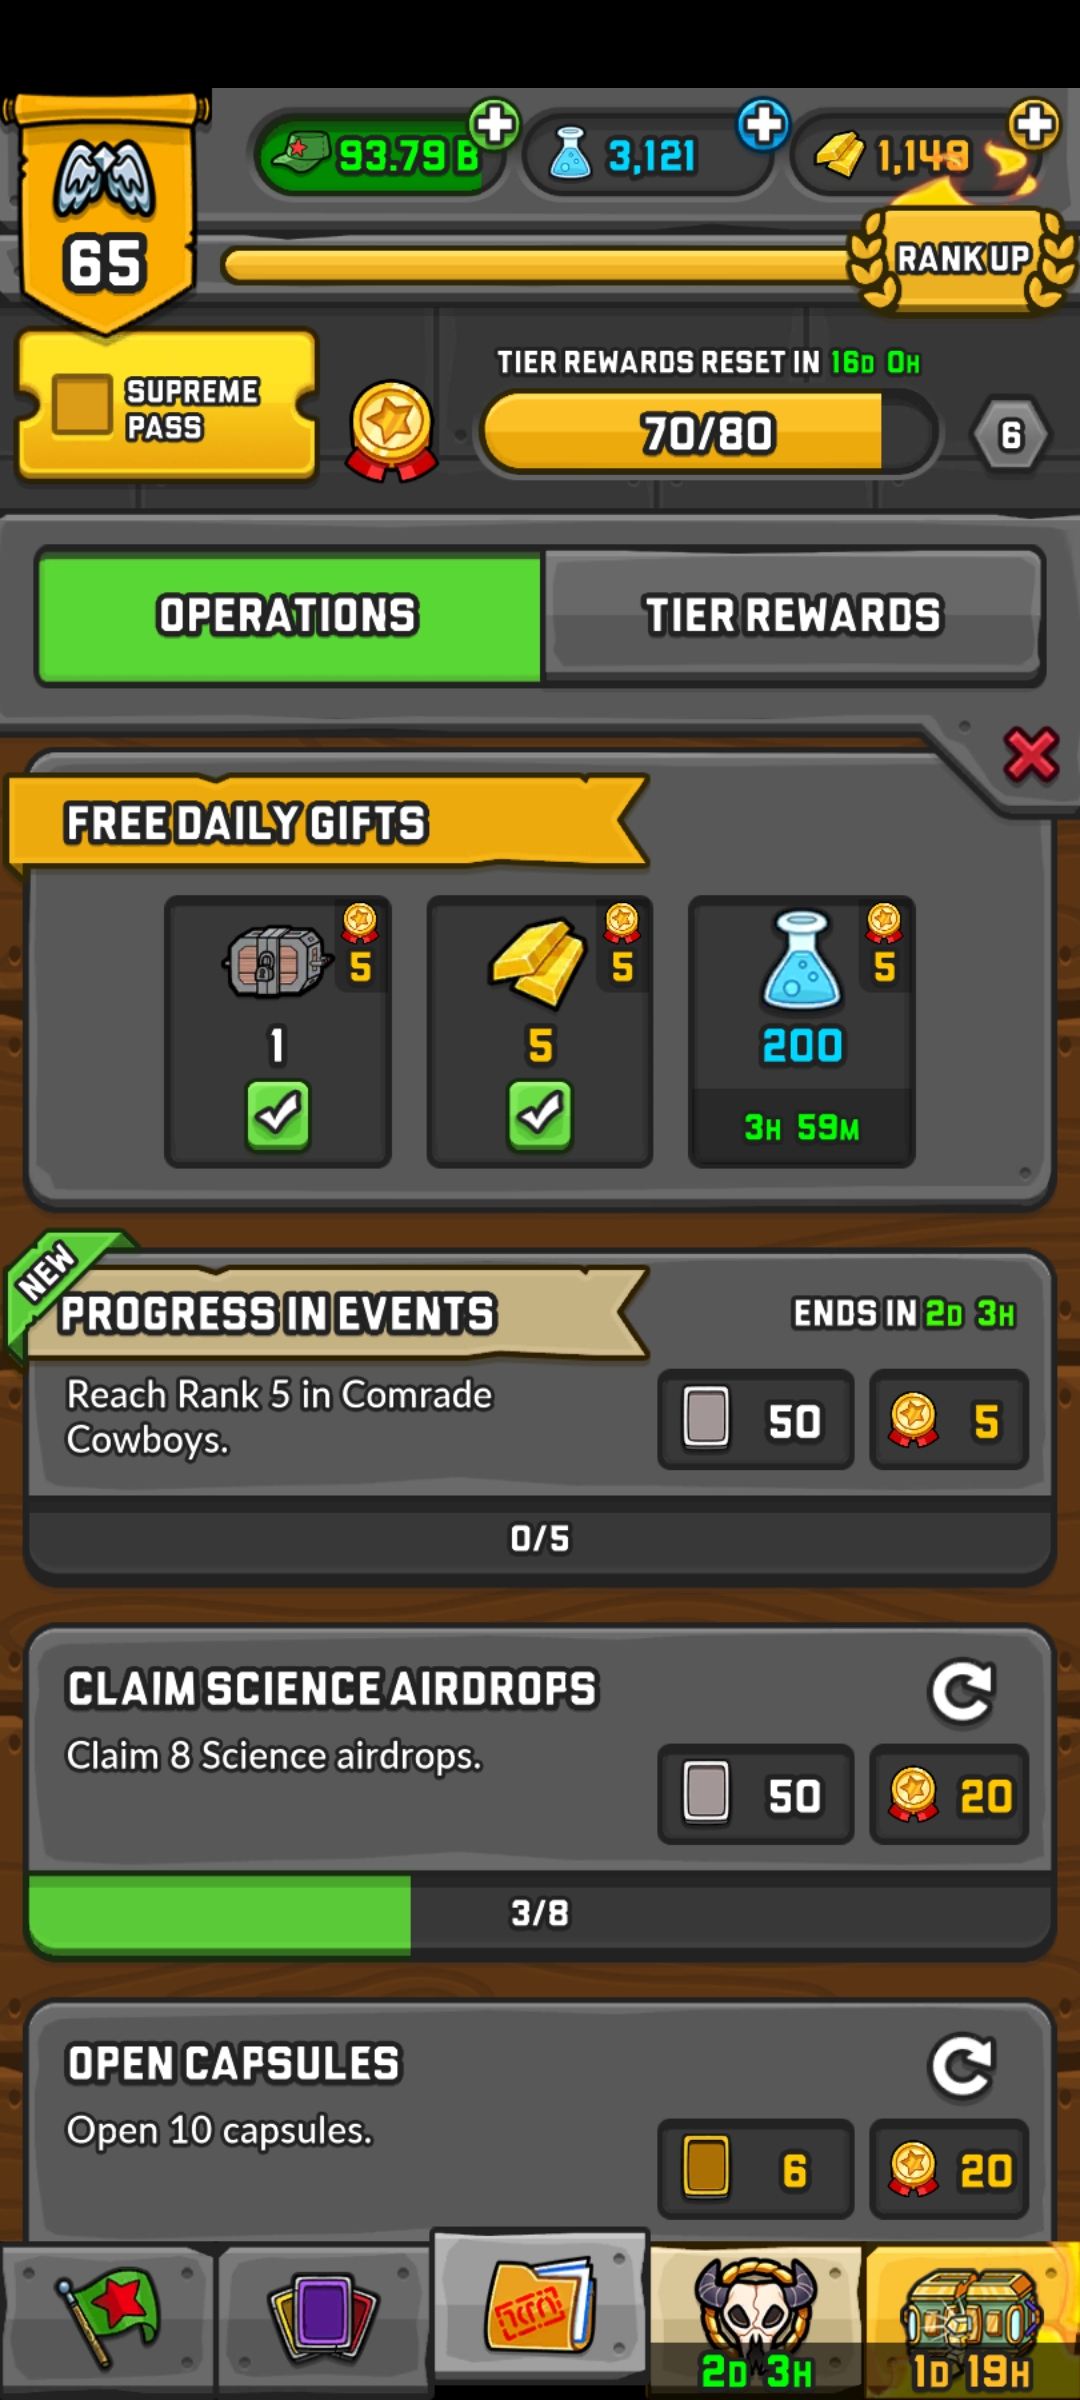 93.79 B
3,121
1,149
65
RANK UP
SUPREME
PASS
TIER REWARDS RESET IN 16D 0H
70/80
6
OPERATIONS
TIER REWARDS
FREE DAILY GIFTS
5
5
5
1
5
200
3H 59M
NEW
PROGRESS IN EVENTS
ENDS IN 2D 3H
Reach Rank 5 in Comrade
Cowboys.
50
5
0/5
CLAIM SCIENCE AIRDROPS
Claim 8 Science airdrops.
50
20
3/8
OPEN CAPSULES
Open 10 capsules.
6
20
2D 3H
1D 19H